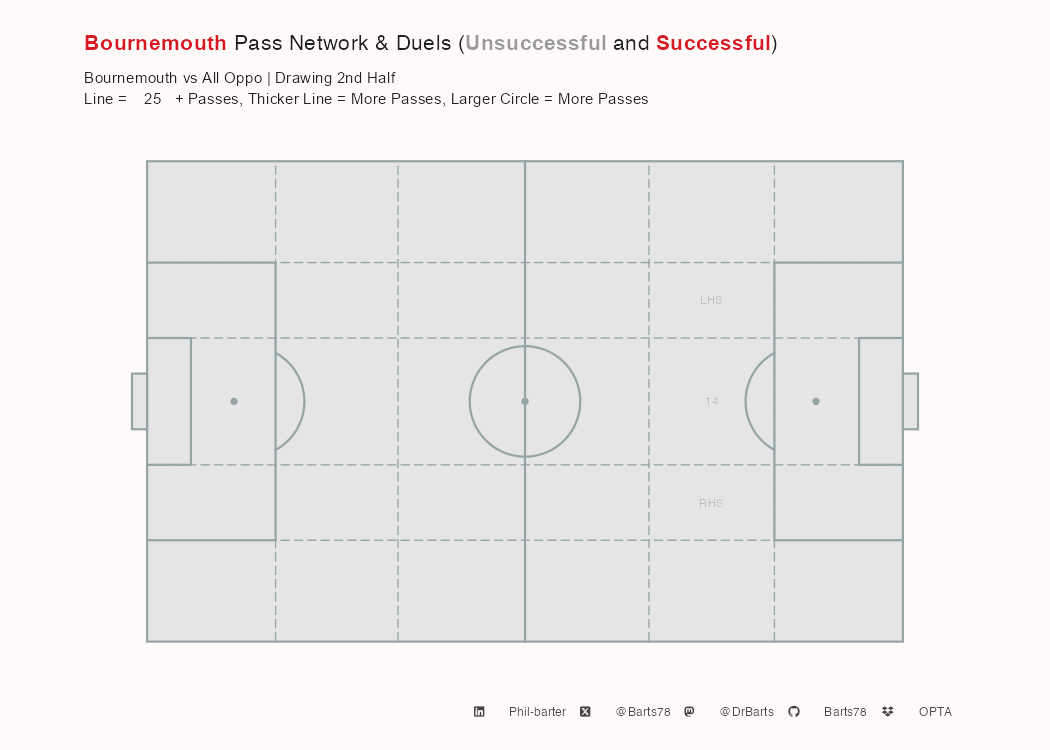 Bournemouth Pass Network & Duels (Unsuccessful and Successful)
Bournemouth vs All Oppo | Drawing 2nd Half
Line = 25 + Passes, Thicker Line = More Passes, Larger Circle = More Passes
LHS
14
RHS
Phil-barter @Barts78 @DrBarts Barts78 OPTA